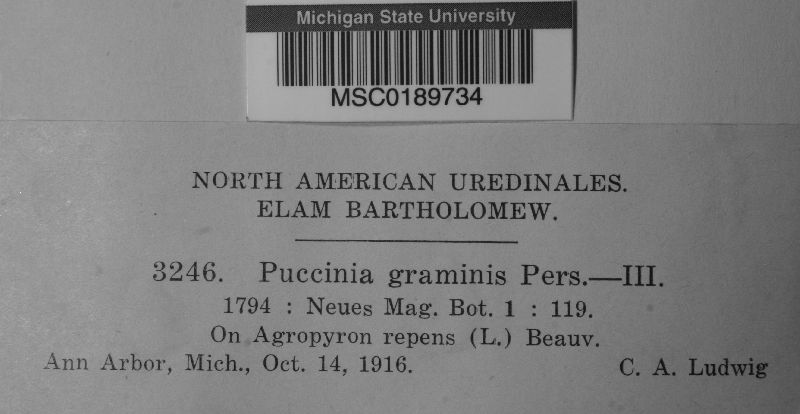 Michigan State University
MSC0189734
NORTH AMERICAN UREDINALES.
ELAM BARTHOLOMEW.
3246. Puccinia graminis Pers.—III.
1794 : Neues Mag. Bot. 1 : 119.
On Agropyron repens (L.) Beauv.
Ann Arbor, Mich., Oct. 14, 1916. C. A. Ludwig